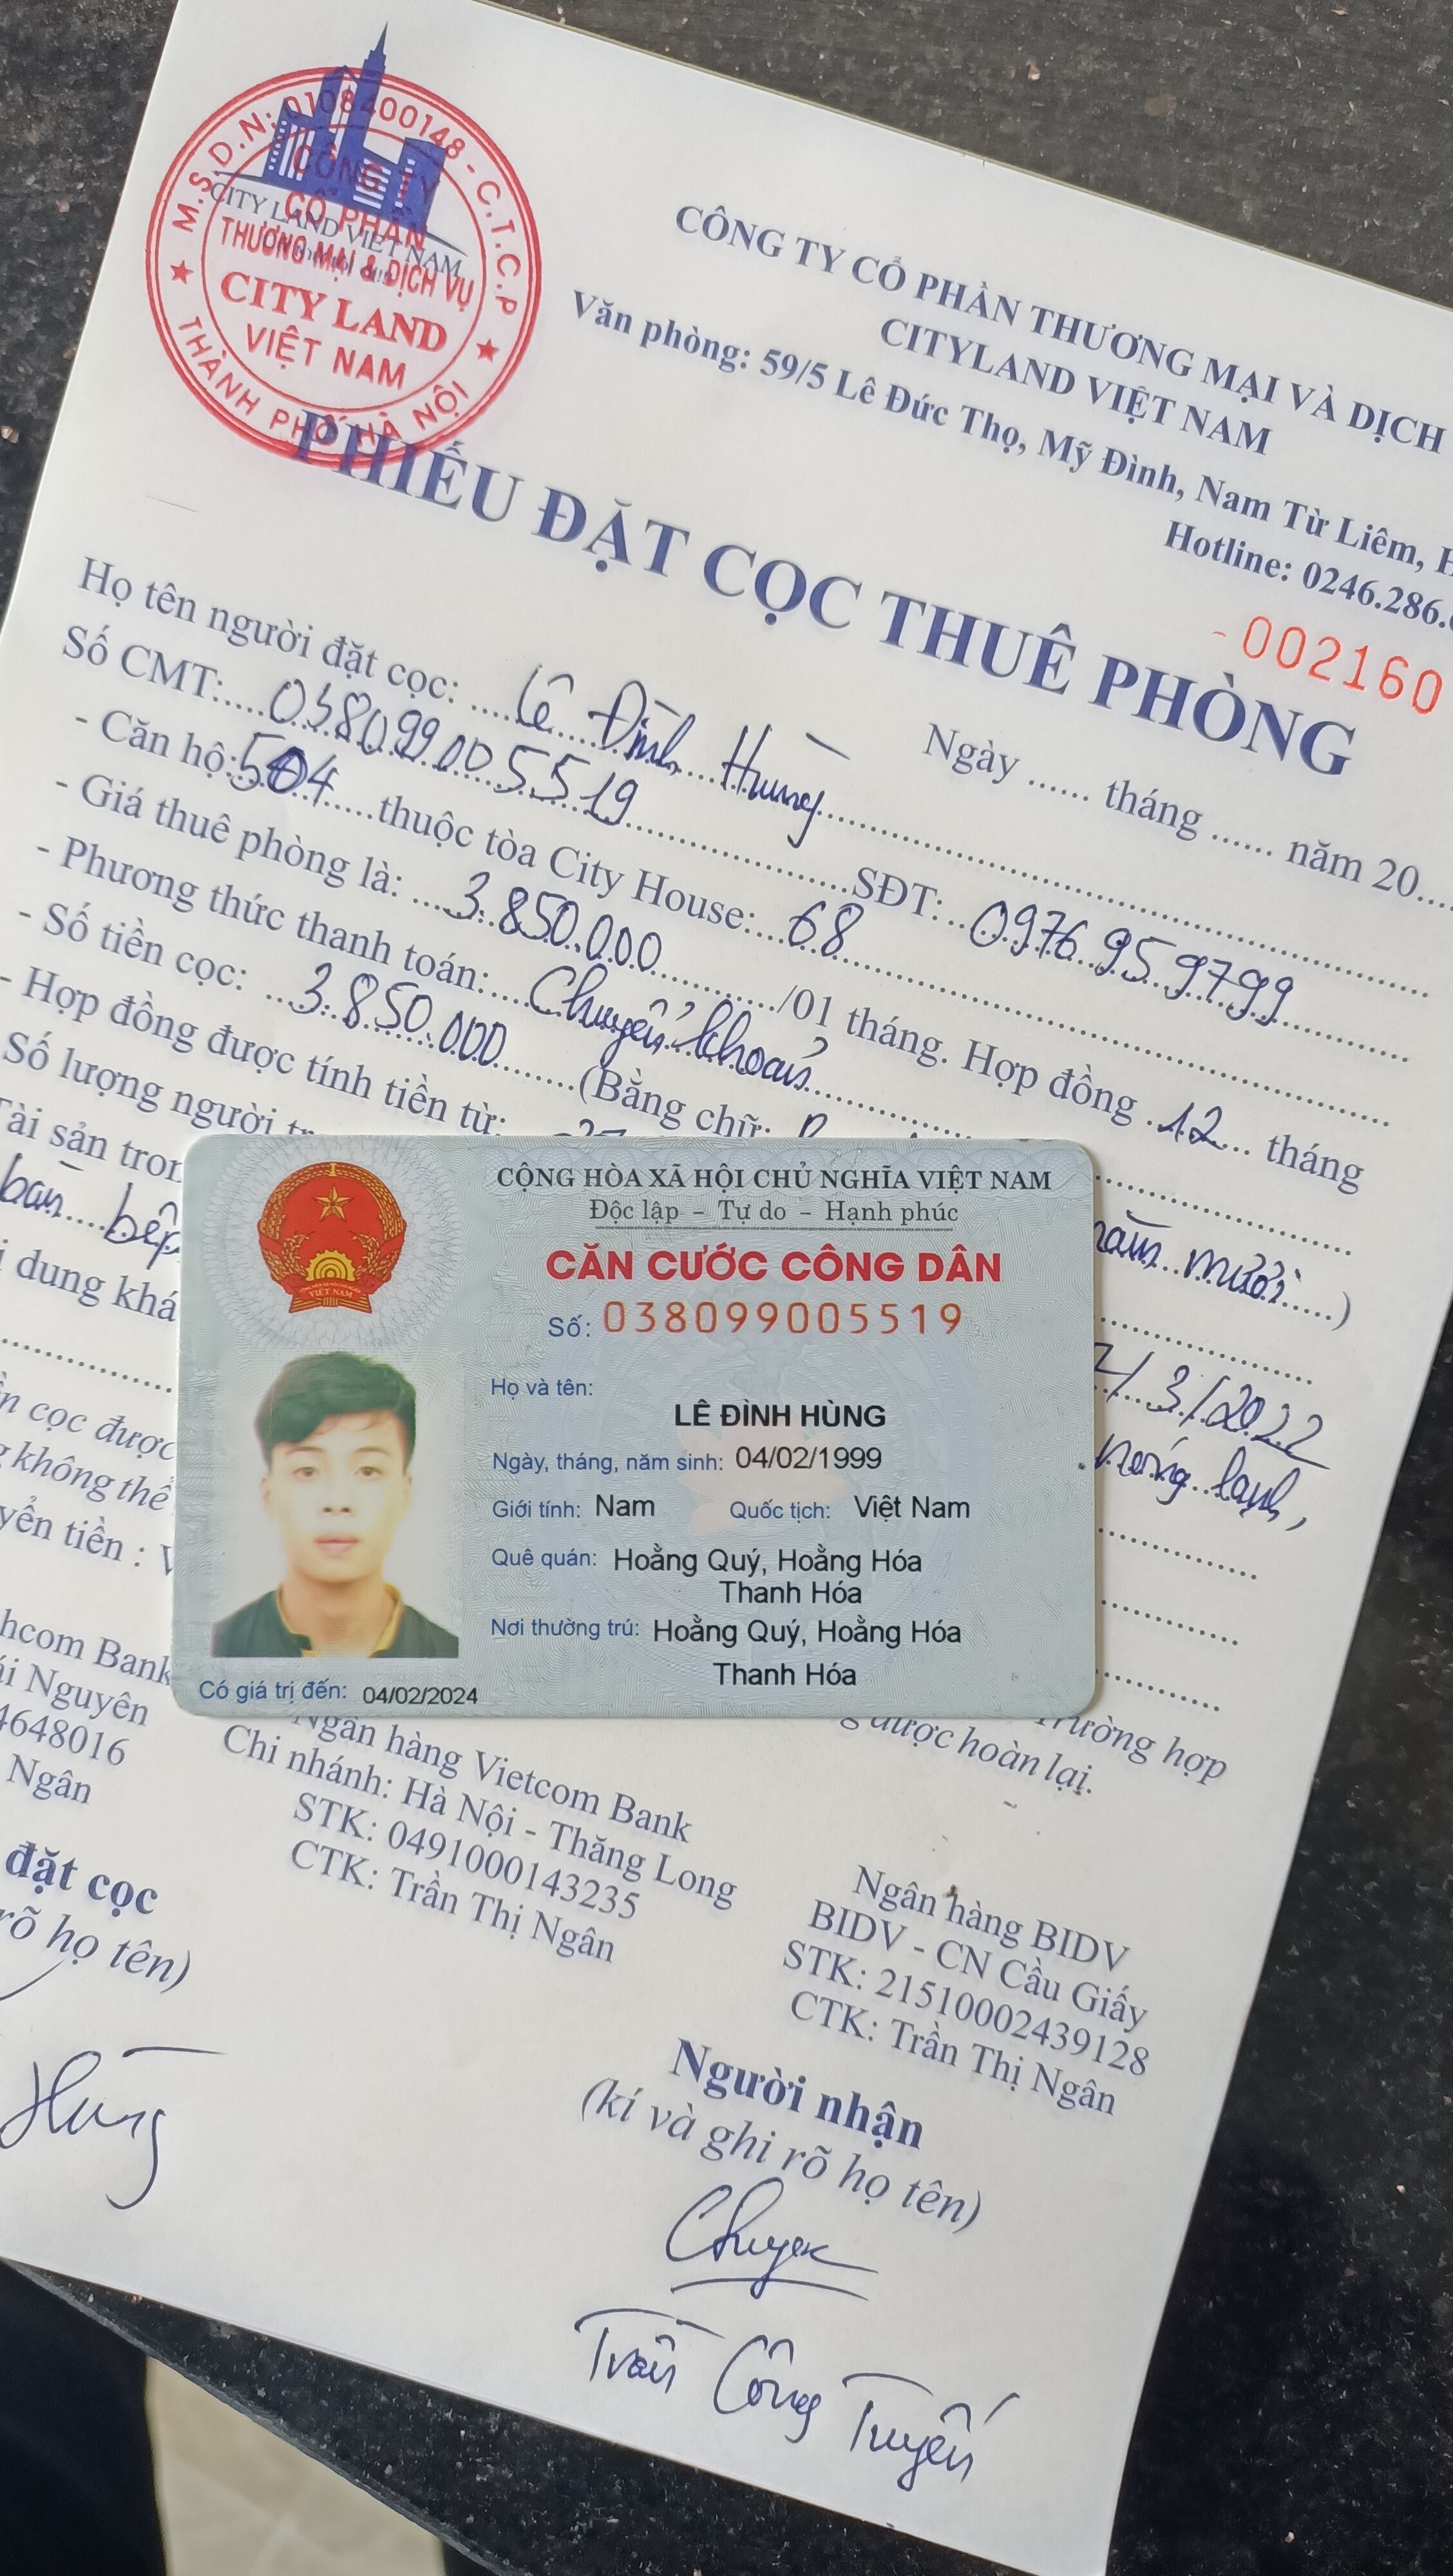 M.S.D.N: 0108400148 - C.T.C.P
CÔNG TY
CỔ PHẦN
THƯƠNG MẠI & DỊCH VỤ
CITY LAND
VIỆT NAM
THÀNH PHỐ HÀ NỘI
CITY LAND VIET NAM
CÔNG TY CỔ PHẦN THƯƠNG MẠI VÀ DỊCH
CITYLAND VIỆT NAM
Văn phòng: 59/5 Lê Đức Thọ, Mỹ Đình, Nam Từ Liêm,
Hotline: 0246.286.
PHIẾU ĐẶT CỌC THUÊ PHÒNG
002160
Ngày ...... tháng ...... năm 20....
Họ tên người đặt cọc: Lê Đình Hùng
Số CMT: 038099005519 SĐT: 0976959799
- Căn hộ: 504 thuộc tòa City House: 68
- Giá thuê phòng là: 3.850.000 /01 tháng. Hợp đồng 12 tháng
- Phương thức thanh toán: Chuyển khoản
- Số tiền cọc: 3.850.000 (Bằng chữ: năm mươi )
- Hợp đồng được tính tiền từ: /3/2022
Số lượng người
Tài sản nóng lạnh,
bàn bếp
dung
cọc được Trường hợp
không thể được hoàn lại.
tiền :
CỘNG HÒA XÃ HỘI CHỦ NGHĨA VIỆT NAM
Độc lập - Tự do - Hạnh phúc
CĂN CƯỚC CÔNG DÂN
Số: 038099005519
Họ và tên:
LÊ ĐÌNH HÙNG
Ngày, tháng, năm sinh: 04/02/1999
Giới tính: Nam Quốc tịch: Việt Nam
Quê quán: Hoằng Quý, Hoằng Hóa
Thanh Hóa
Nơi thường trú: Hoằng Quý, Hoằng Hóa
Thanh Hóa
Có giá trị đến: 04/02/2024
Bank
Nguyên
4648016
Ngân
Ngân hàng Vietcom Bank
Chi nhánh: Hà Nội - Thăng Long
STK: 0491000143235
CTK: Trần Thị Ngân
Ngân hàng BIDV
BIDV - CN Cầu Giấy
STK: 21510002439128
CTK: Trần Thị Ngân
đặt cọc
rõ họ tên)
Hùng
Người nhận
(kí và ghi rõ họ tên)
Trần Công Tuyến